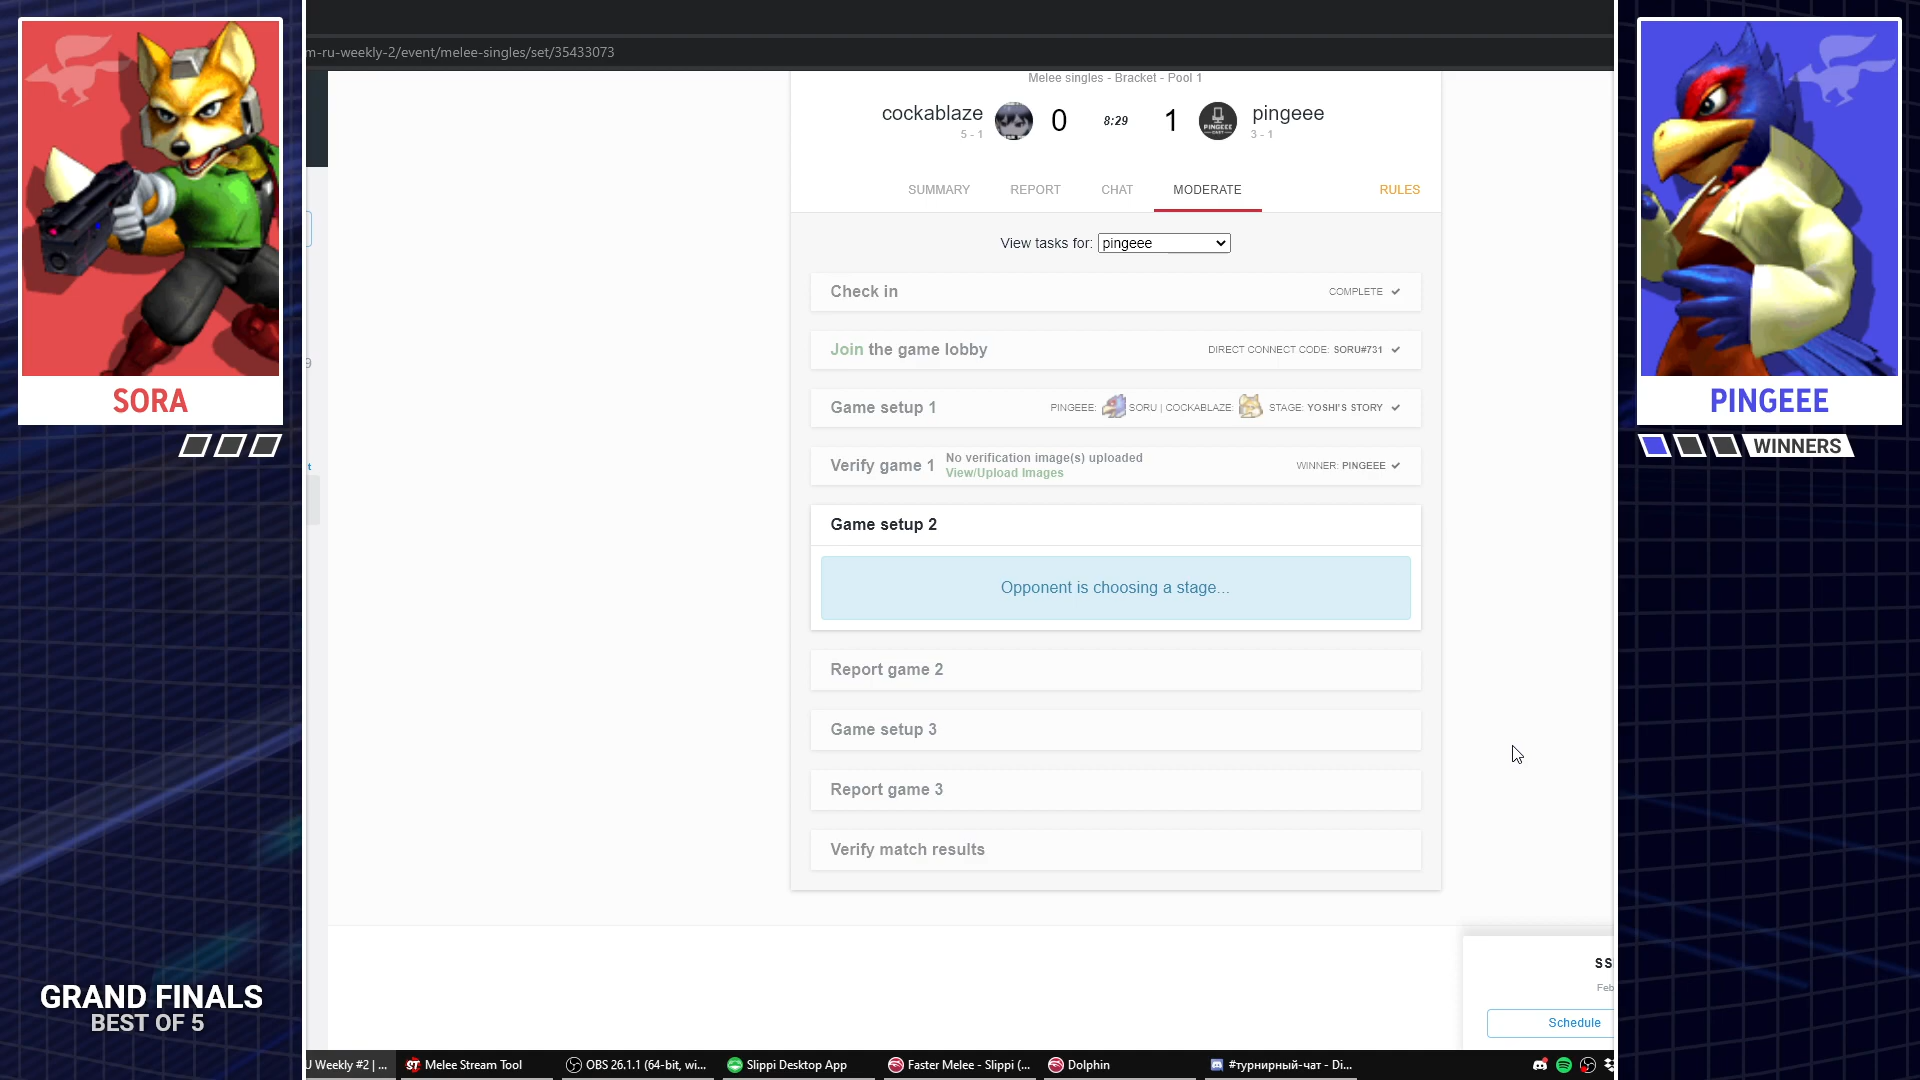 m-ru-weekly-2/event/melee-singles/set/35433073
Melee singles - Bracket - Pool 1
cockablaze 0 8:29 1 pingeee
5 - 1
3 - 1
PINGEEE
SUMMARY REPORT CHAT MODERATE RULES
View tasks for: pingeee
Check in COMPLETE
Join the game lobby DIRECT CONNECT CODE: SORU#731
Game setup 1 PINGEEE: SORU | COCKABLAZE: STAGE: YOSHI'S STORY
Verify game 1 No verification image(s) uploaded
View/Upload Images
WINNER: PINGEEE
Game setup 2
Opponent is choosing a stage...
Report game 2
Game setup 3
Report game 3
Verify match results
SS
Feb
Schedule
SORA
PINGEEE
WINNERS
GRAND FINALS
BEST OF 5
U Weekly #2 | ...
ST Melee Stream Tool
OBS 26.1.1 (64-bit, wi...
Slippi Desktop App
Faster Melee - Slippi (...
Dolphin
#турнирный-чат - Di...
9
t